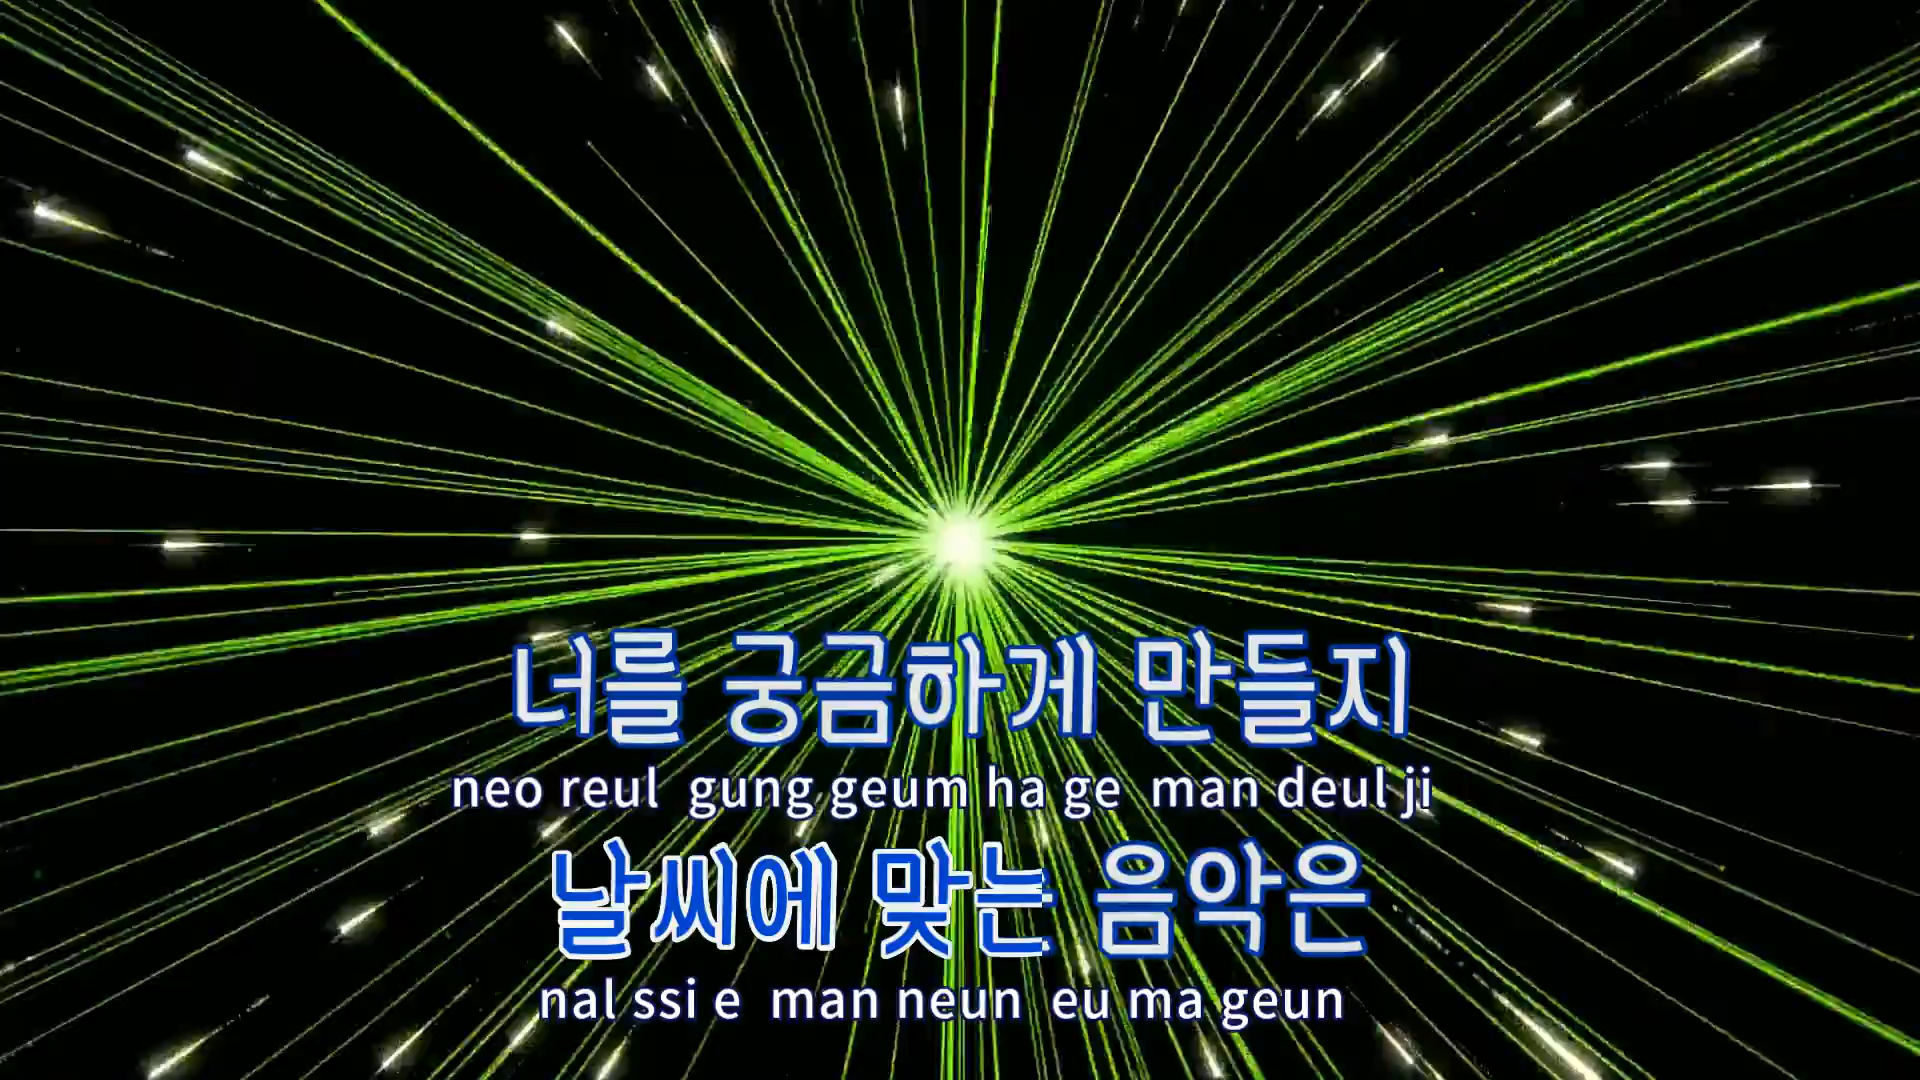 너를 궁금하게 만들지
neo reul gung geum ha ge man deul ji
날씨에 맞는 음악은
nal ssi e man neun eu ma geun